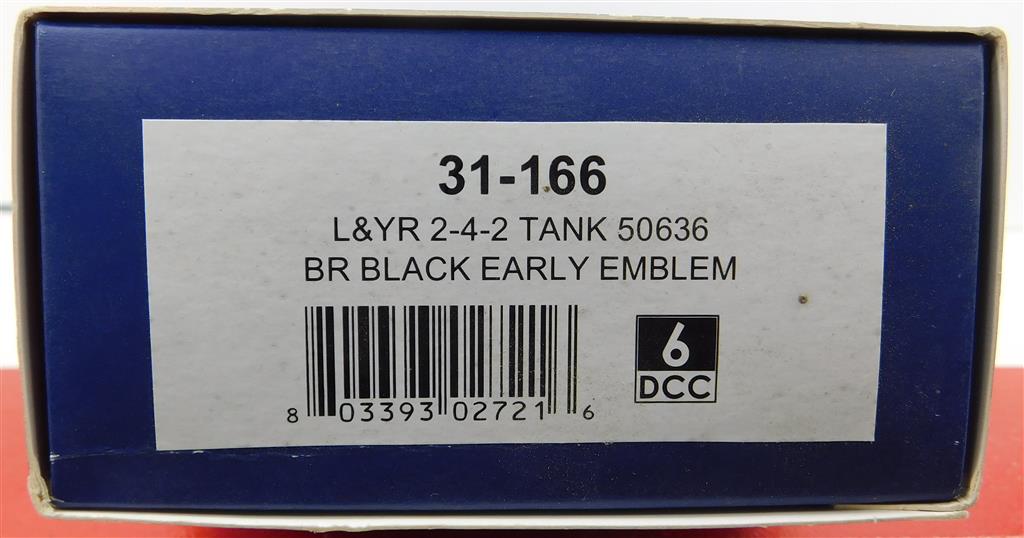 31-166
L&YR 2-4-2 TANK 50636
BR BLACK EARLY EMBLEM
8 03393 02721 6
6
DCC